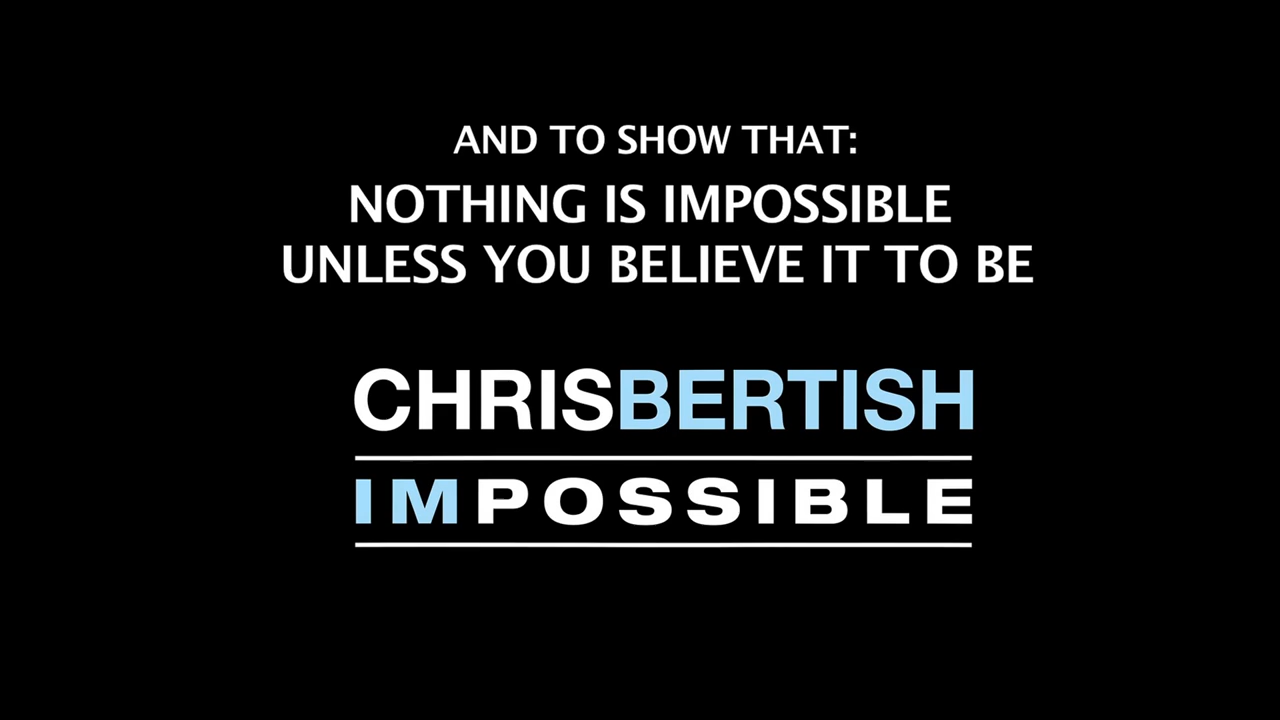 AND TO SHOW THAT:
NOTHING IS IMPOSSIBLE
UNLESS YOU BELIEVE IT TO BE
CHRISBERTISH
IMPOSSIBLE